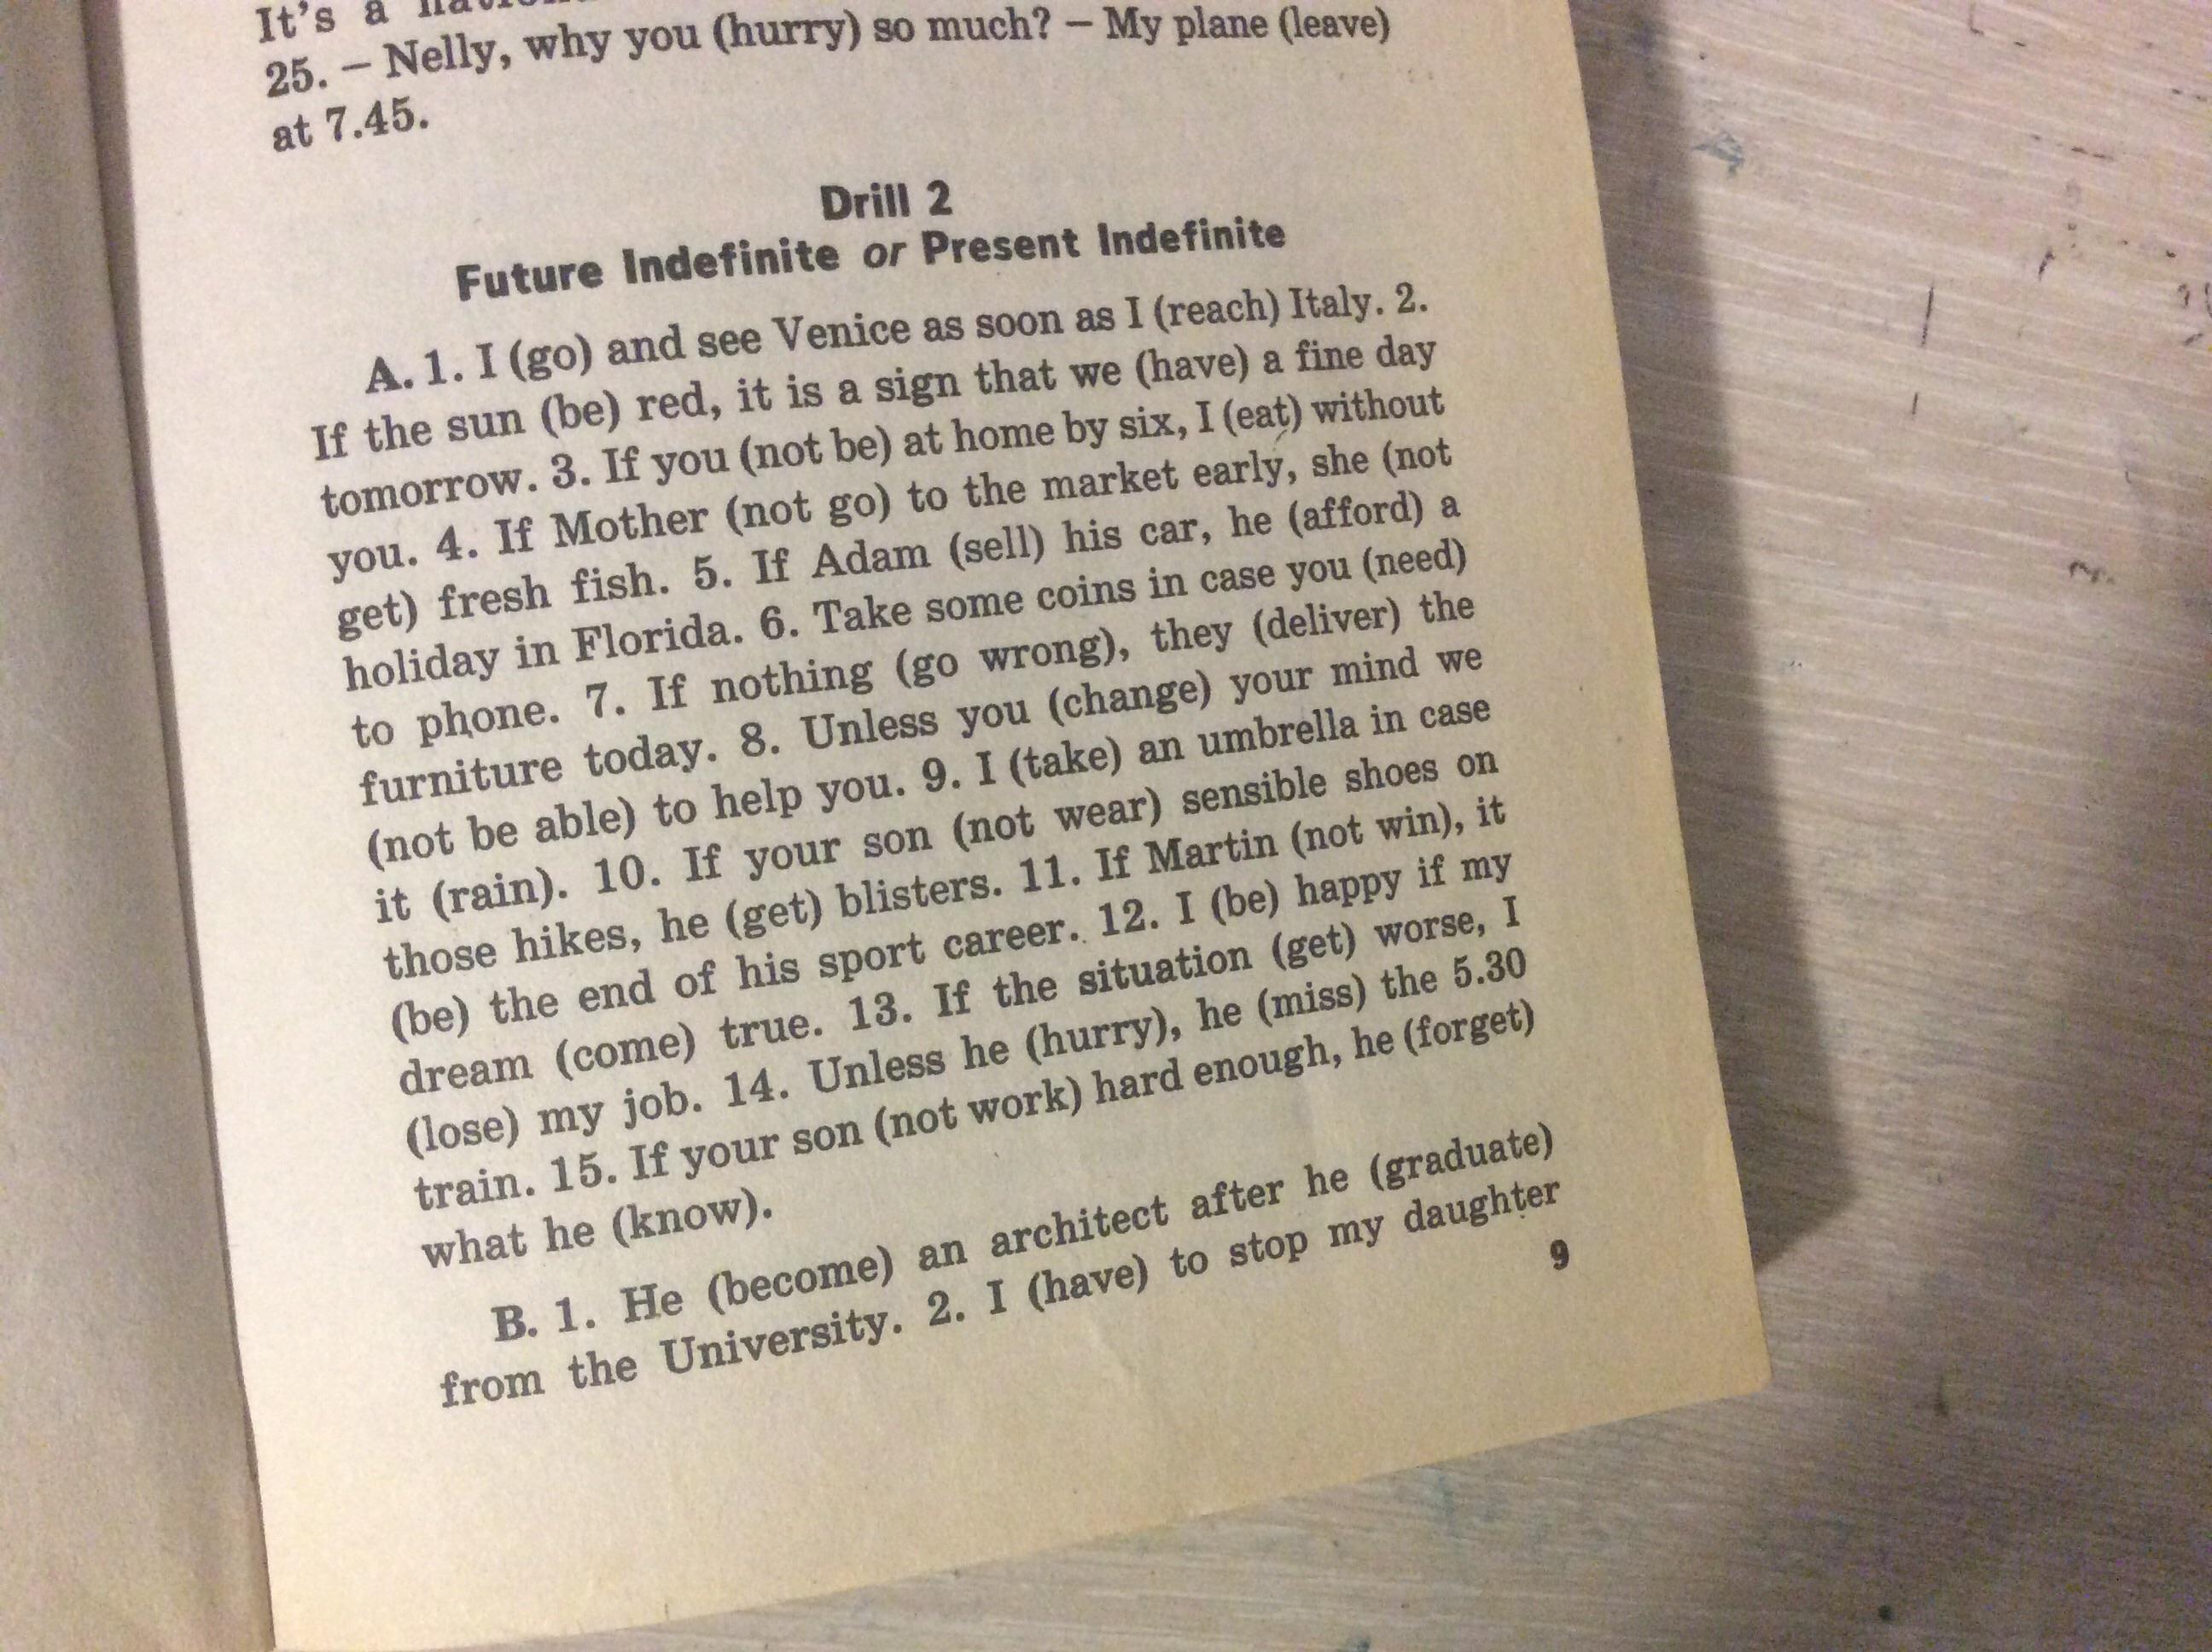 It's a
25. – Nelly, why you (hurry) so much? – My plane (leave)
at 7.45.
Drill 2
Future Indefinite or Present Indefinite
A. 1. I (go) and see Venice as soon as I (reach) Italy. 2.
If the sun (be) red, it is a sign that we (have) a fine day
tomorrow. 3. If you (not be) at home by six, I (eat) without
you. 4. If Mother (not go) to the market early, she (not
get) fresh fish. 5. If Adam (sell) his car, he (afford) a
holiday in Florida. 6. Take some coins in case you (need)
to phone. 7. If nothing (go wrong), they (deliver) the
furniture today. 8. Unless you (change) your mind we
(not be able) to help you. 9. I (take) an umbrella in case
it (rain). 10. If your son (not wear) sensible shoes on
those hikes, he (get) blisters. 11. If Martin (not win), it
(be) the end of his sport career. 12. I (be) happy if my
dream (come) true. 13. If the situation (get) worse, I
(lose) my job. 14. Unless he (hurry), he (miss) the 5.30
train. 15. If your son (not work) hard enough, he (forget)
what he (know).
B. 1. He (become) an architect after he (graduate)
from the University. 2. I (have) to stop my daughter
9